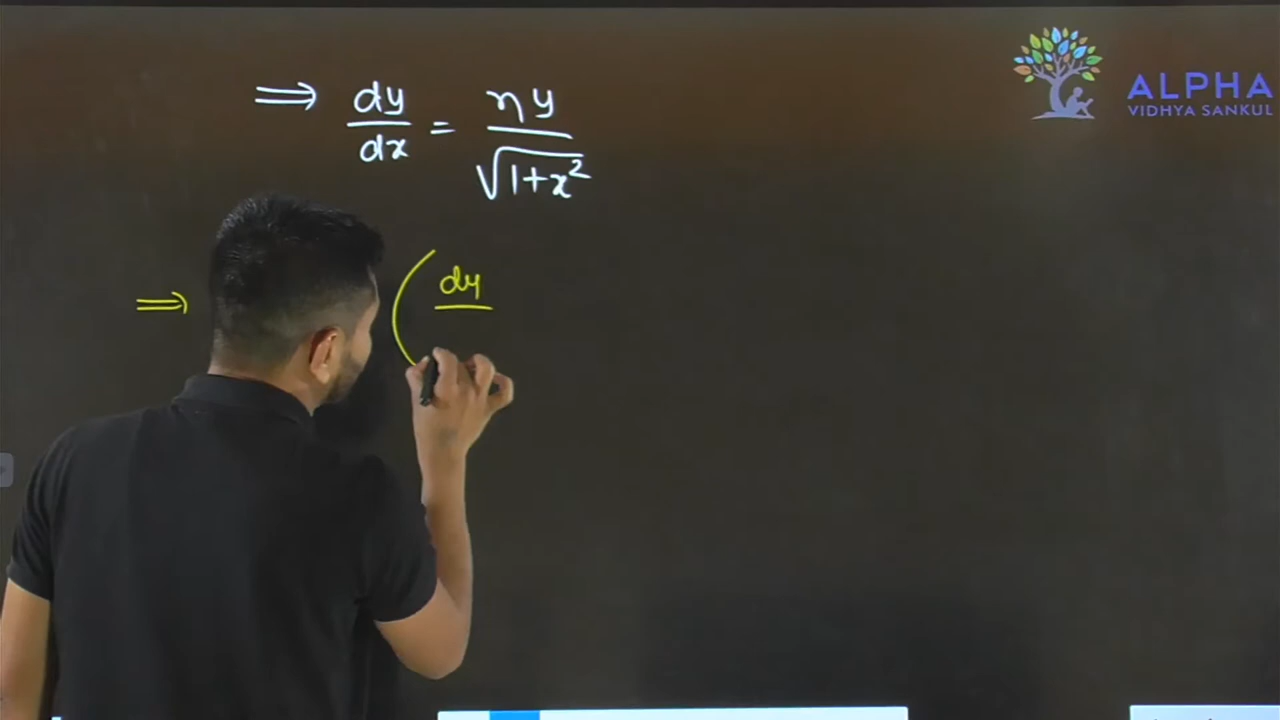 ALPHA
VIDHYA SANKUL
⇒ dy/dx = ny/√1+x²
⇒ (dy